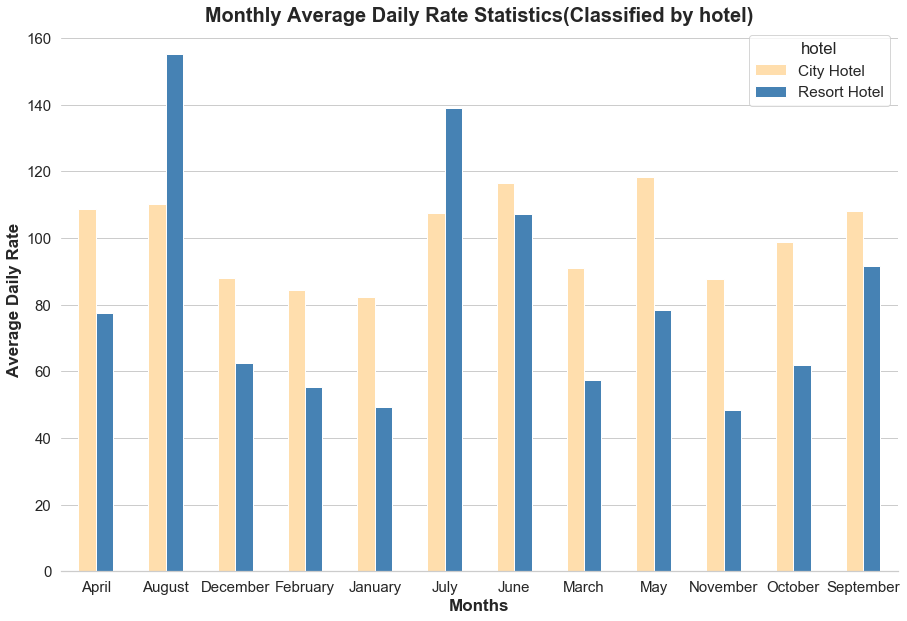 Monthly Average Daily Rate Statistics(Classified by hotel)
hotel
City Hotel
Resort Hotel
Average Daily Rate
160
140
120
100
80
60
40
20
0
April August December February January July June March May November October September
Months